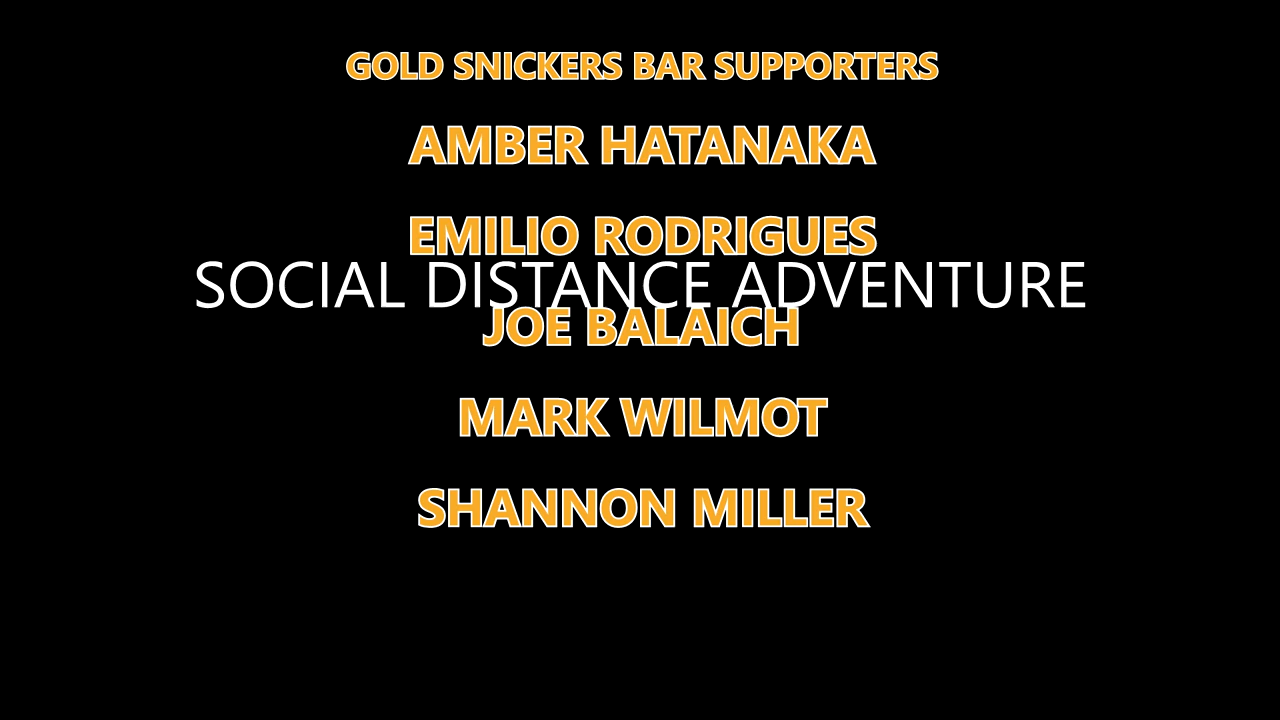 GOLD SNICKERS BAR SUPPORTERS
AMBER HATANAKA
EMILIO RODRIGUES
SOCIAL DISTANCE ADVENTURE
JOE BALAICH
MARK WILMOT
SHANNON MILLER